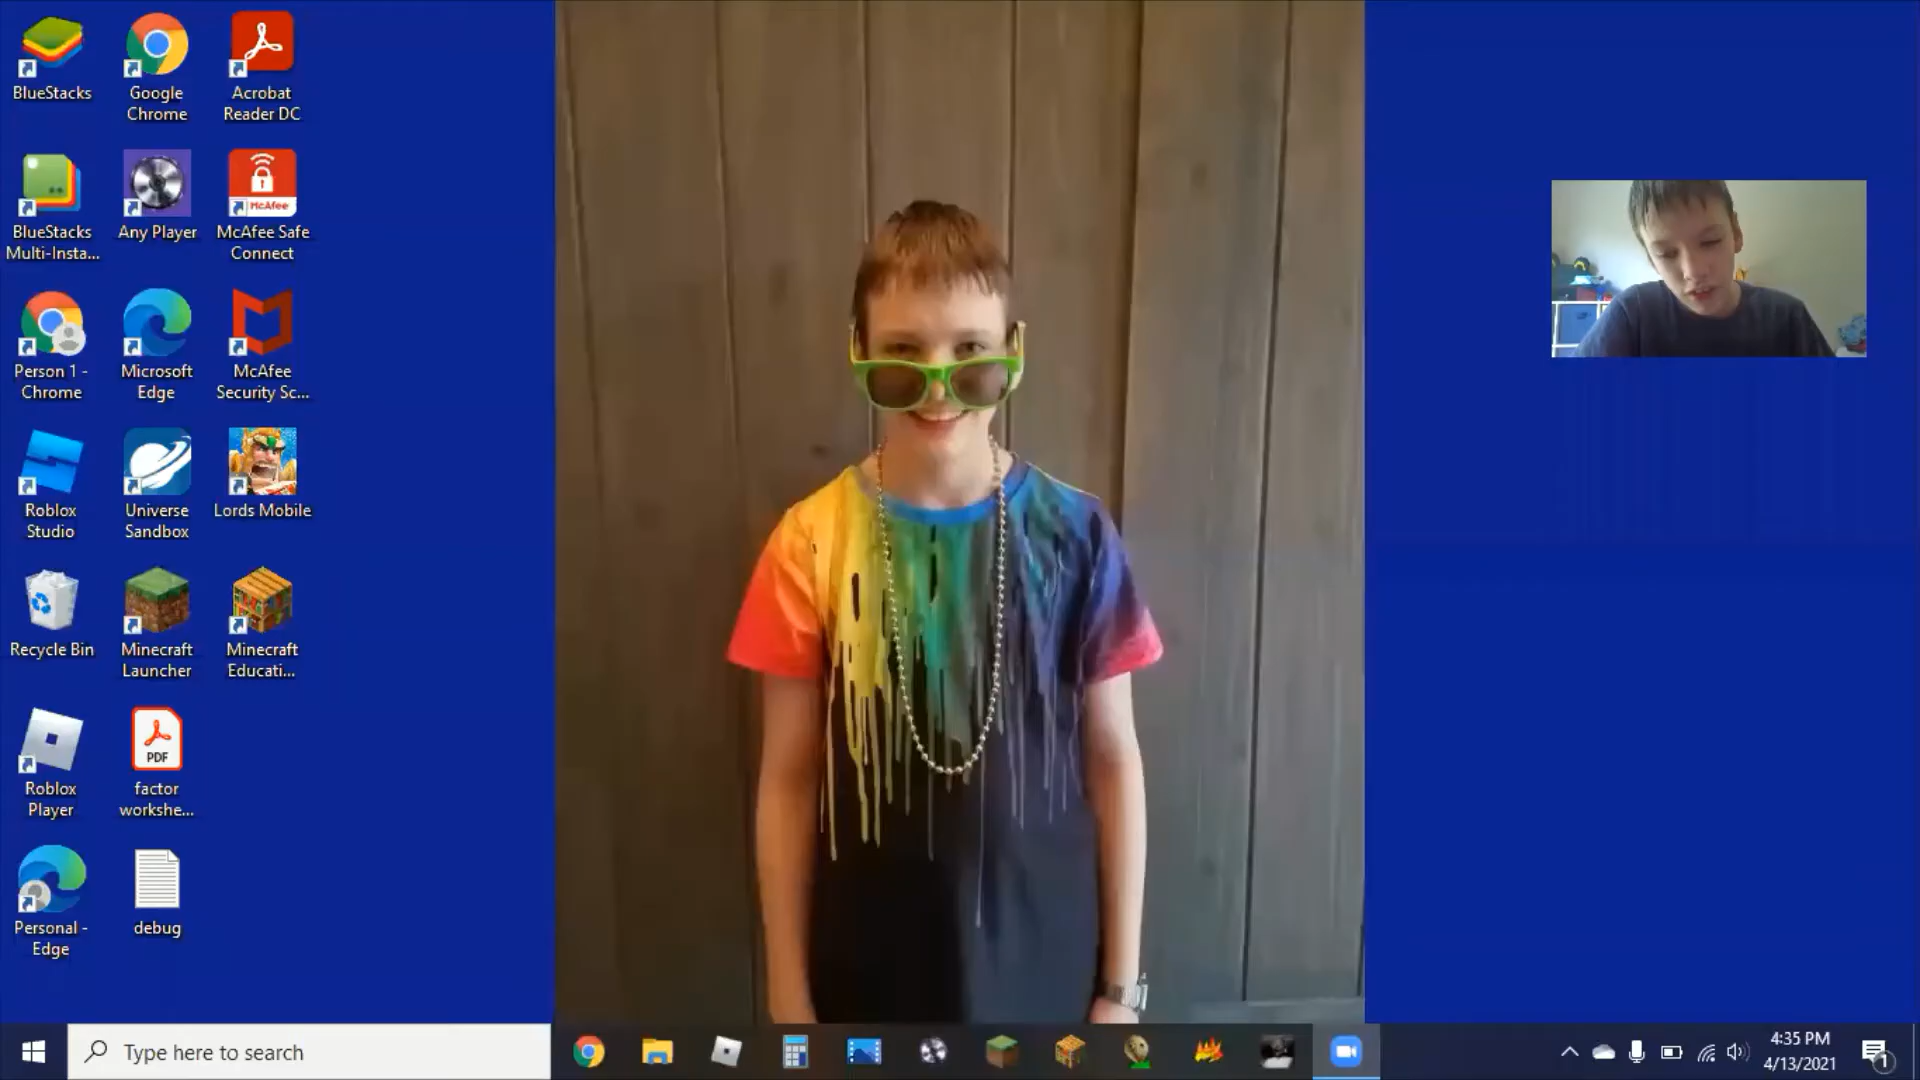 BlueStacks
Google
Chrome
Acrobat
Reader DC
BlueStacks
Multi-Insta...
Any Player
McAfee
McAfee Safe
Connect
Person 1 -
Chrome
Microsoft
Edge
McAfee
Security Sc...
Roblox
Studio
Universe
Sandbox
Lords Mobile
Recycle Bin
Minecraft
Launcher
Minecraft
Educati...
Roblox
Player
PDF
factor
workshe...
Personal -
Edge
debug
Type here to search
4:35 PM
4/13/2021
1